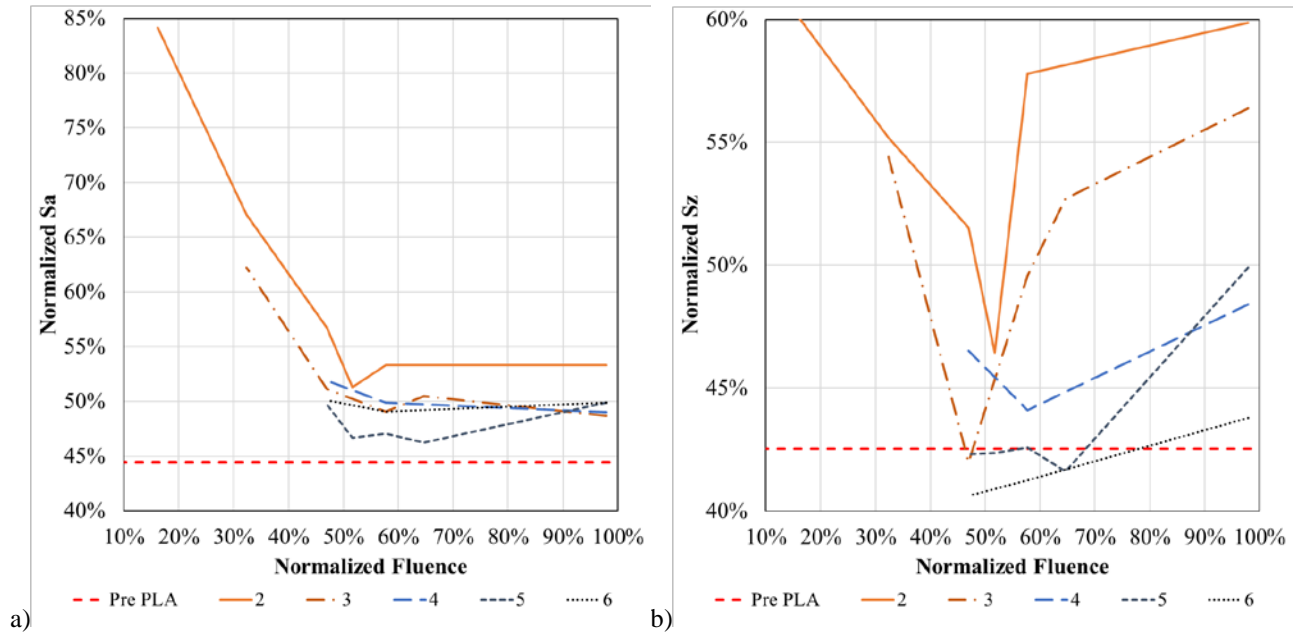 85%
80%
75%
70%
65%
60%
55%
50%
45%
40%
Normalized Sa
10% 20% 30% 40% 50% 60% 70% 80% 90% 100%
Normalized Fluence
Pre PLA 2 3 4 5 6
a)
60%
55%
50%
45%
40%
Normalized Sz
10% 20% 30% 40% 50% 60% 70% 80% 90% 100%
Normalized Fluence
Pre PLA 2 3 4 5 6
b)